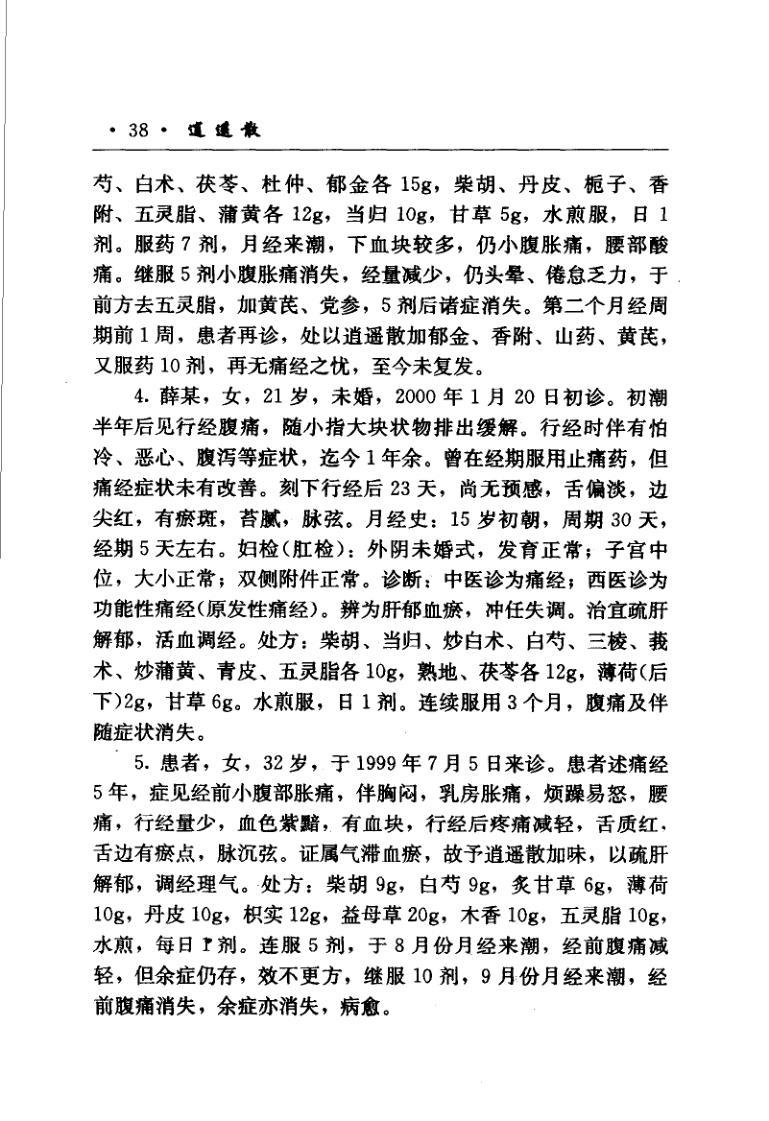 · 38 · 逍遥散
芍、白术、茯苓、杜仲、郁金各 15g，柴胡、丹皮、栀子、香
附、五灵脂、蒲黄各 12g，当归 10g，甘草 5g，水煎服，日 1
剂。服药 7 剂，月经来潮，下血块较多，仍小腹胀痛，腰部酸
痛。继服 5 剂小腹胀痛消失，经量减少，仍头晕、倦怠乏力，于
前方去五灵脂，加黄芪、党参，5 剂后诸症消失。第二个月经周
期前 1 周，患者再诊，处以逍遥散加郁金、香附、山药、黄芪，
又服药 10 剂，再无痛经之忧，至今未复发。
4. 薛某，女，21 岁，未婚，2000 年 1 月 20 日初诊。初潮
半年后见行经腹痛，随小指大块状物排出缓解。行经时伴有怕
冷、恶心、腹泻等症状，迄今 1 年余。曾在经期服用止痛药，但
痛经症状未有改善。刻下行经后 23 天，尚无预感，舌偏淡，边
尖红，有瘀斑，苔腻，脉弦。月经史：15 岁初朝，周期 30 天，
经期 5 天左右。妇检（肛检）：外阴未婚式，发育正常；子宫中
位，大小正常；双侧附件正常。诊断：中医诊为痛经；西医诊为
功能性痛经（原发性痛经）。辨为肝郁血瘀，冲任失调。治宜疏肝
解郁，活血调经。处方：柴胡、当归、炒白术、白芍、三棱、莪
术、炒蒲黄、青皮、五灵脂各 10g，熟地、茯苓各 12g，薄荷（后
下）2g，甘草 6g。水煎服，日 1 剂。连续服用 3 个月，腹痛及伴
随症状消失。
5. 患者，女，32 岁，于 1999 年 7 月 5 日来诊。患者述痛经
5 年，症见经前小腹部胀痛，伴胸闷，乳房胀痛，烦躁易怒，腰
痛，行经量少，血色紫黯，有血块，行经后疼痛减轻，舌质红，
舌边有瘀点，脉沉弦。证属气滞血瘀，故予逍遥散加味，以疏肝
解郁，调经理气。处方：柴胡 9g，白芍 9g，炙甘草 6g，薄荷
10g，丹皮 10g，枳实 12g，益母草 20g，木香 10g，五灵脂 10g，
水煎，每日 1 剂。连服 5 剂，于 8 月份月经来潮，经前腹痛减
轻，但余症仍存，效不更方，继服 10 剂，9 月份月经来潮，经
前腹痛消失，余症亦消失，病愈。